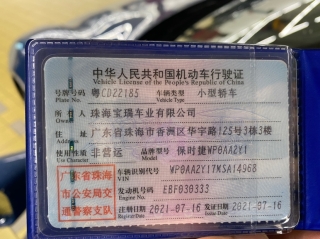 中华人民共和国机动车行驶证
Vehicle License of the People's Republic of China
号牌号码 粤CD22185 车辆类型 小型轿车
Plate No. Vehicle Type
所有人 珠海宝瑞车业有限公司
Owner
住址 广东省珠海市香洲区华宇路125号3栋3楼
Address
使用性质 非营运 品牌型号 保时捷WP0AA2Y1
Use Character Model
广东省珠海
市公安局交
通警察支队
车辆识别代号 WP0AA2Y17MSA14968
VIN
发动机号码 EBF030333
Engine No.
注册日期 2021-07-16 发证日期 2021-07-16
Register Date Issue Date